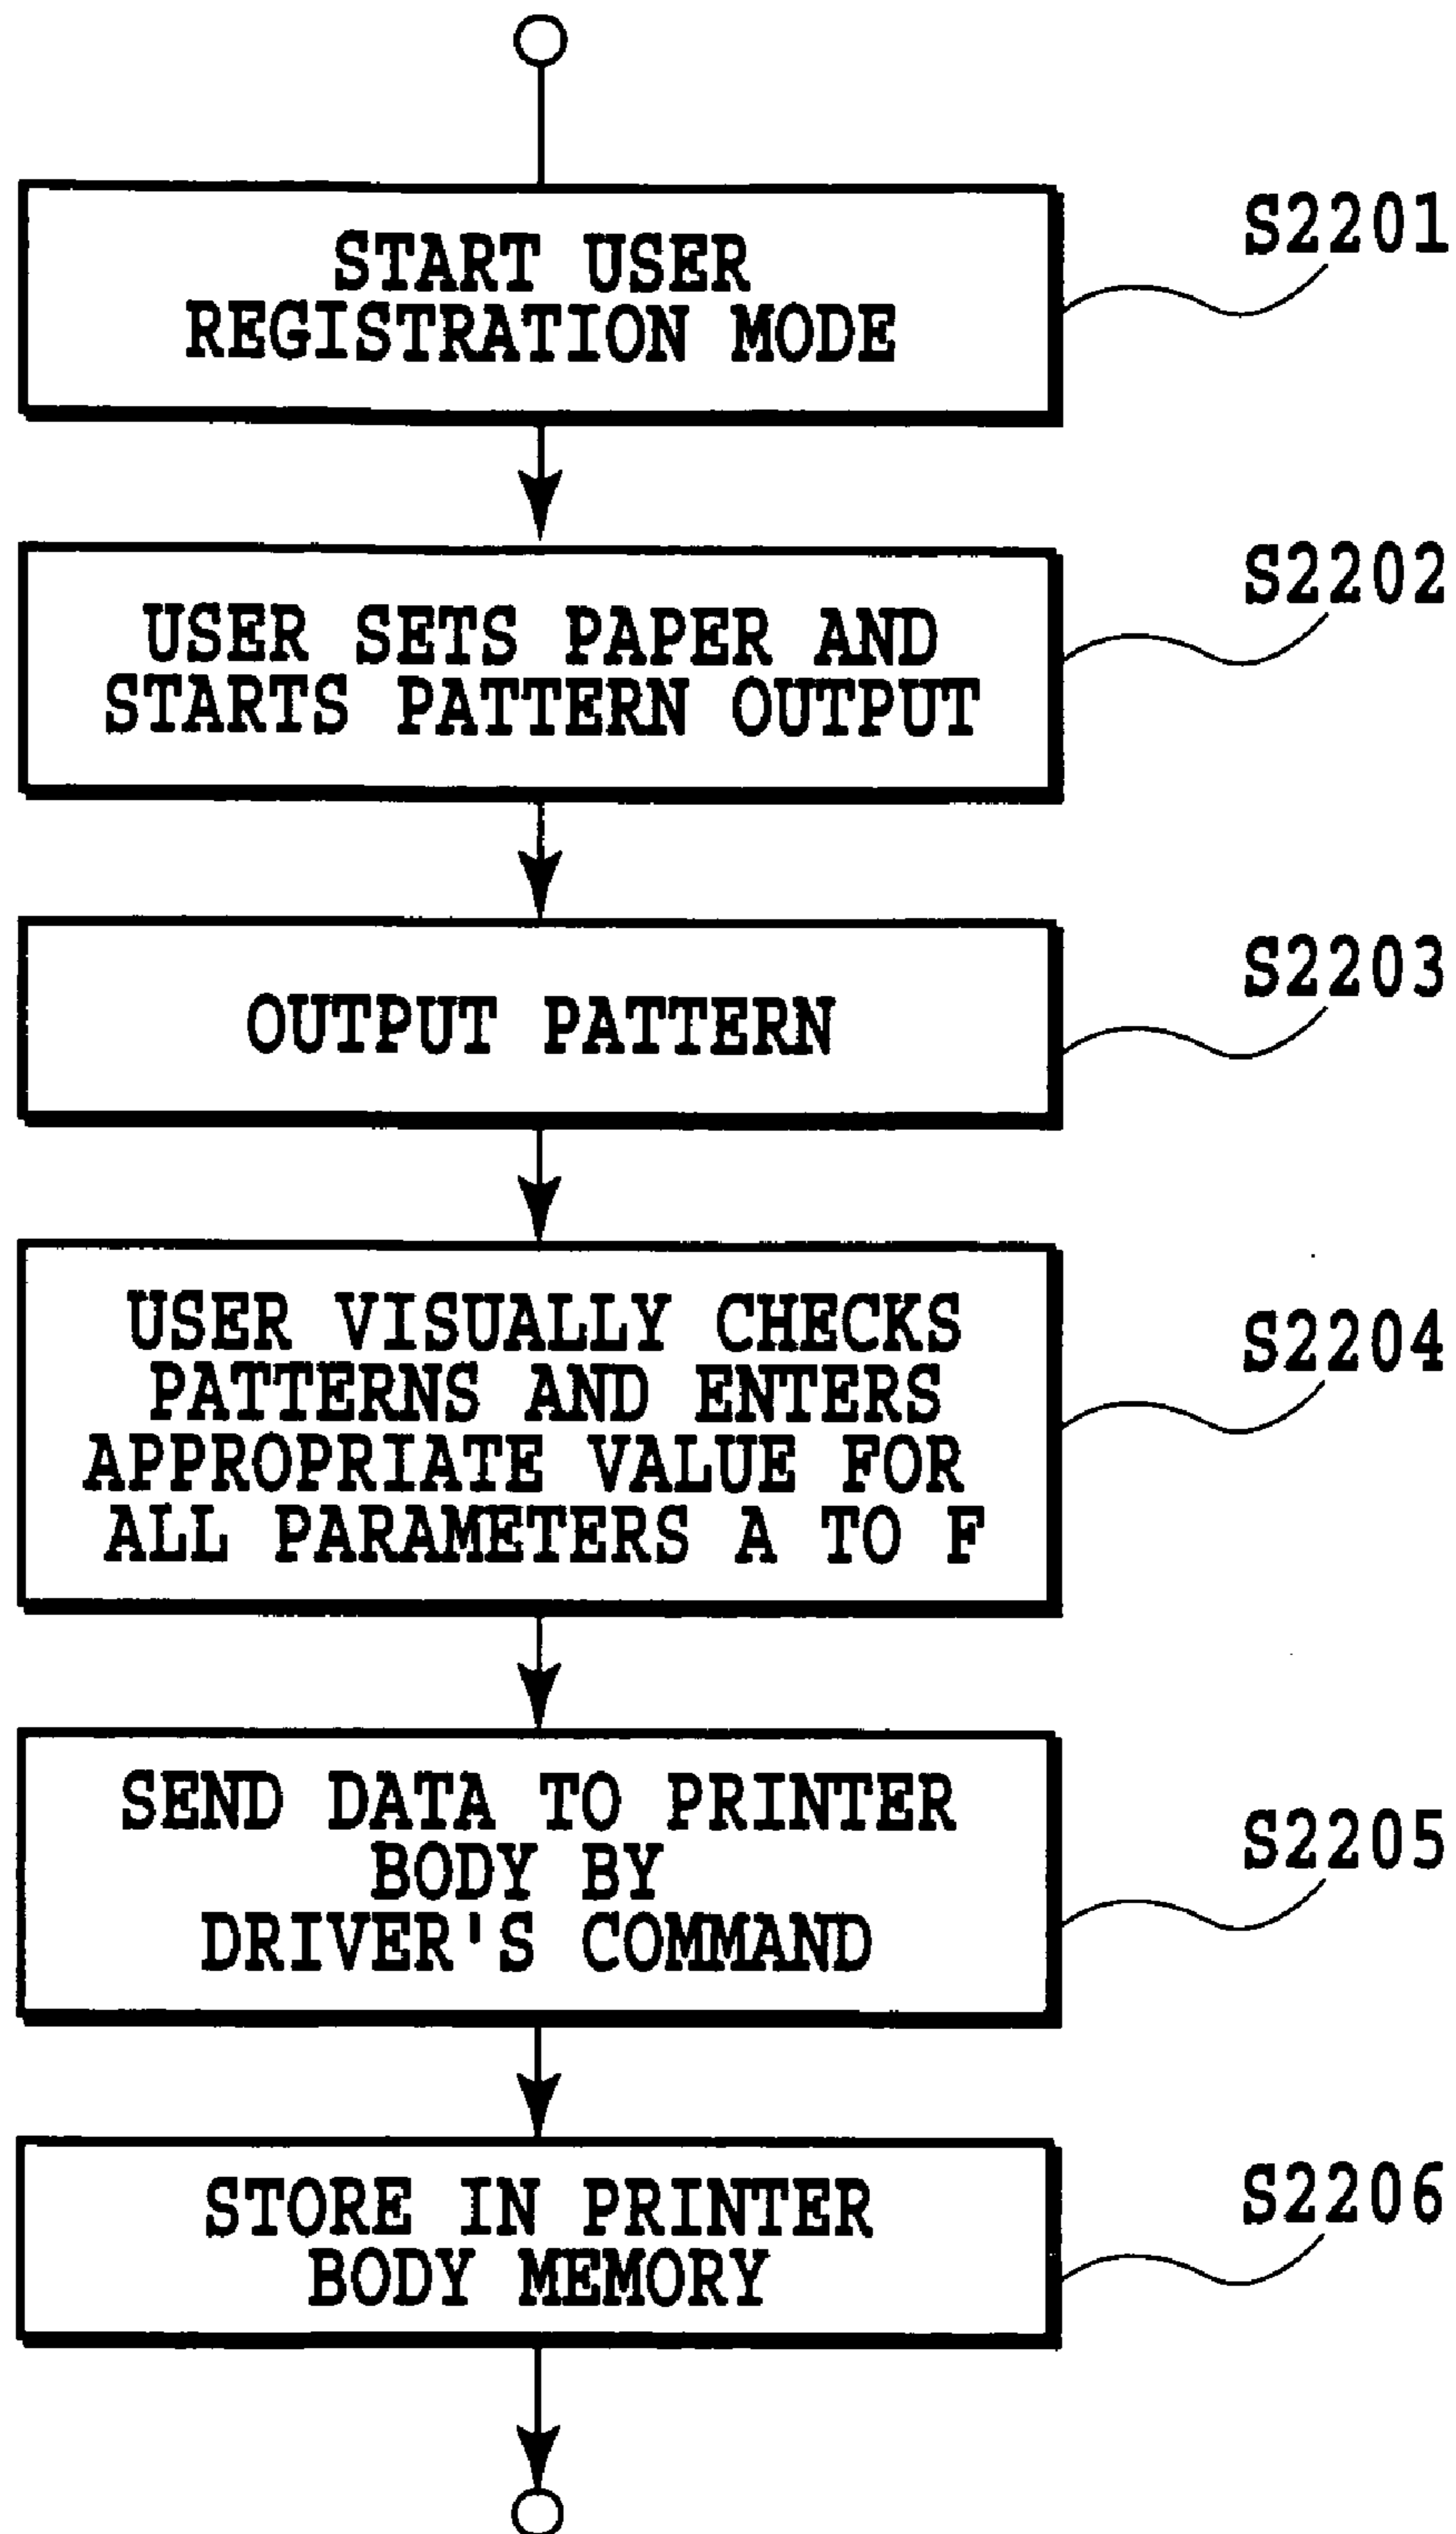 START USER
REGISTRATION MODE
S2201
USER SETS PAPER AND
STARTS PATTERN OUTPUT
S2202
OUTPUT PATTERN
S2203
USER VISUALLY CHECKS
PATTERNS AND ENTERS
APPROPRIATE VALUE FOR
ALL PARAMETERS A TO F
S2204
SEND DATA TO PRINTER
BODY BY
DRIVER'S COMMAND
S2205
STORE IN PRINTER
BODY MEMORY
S2206